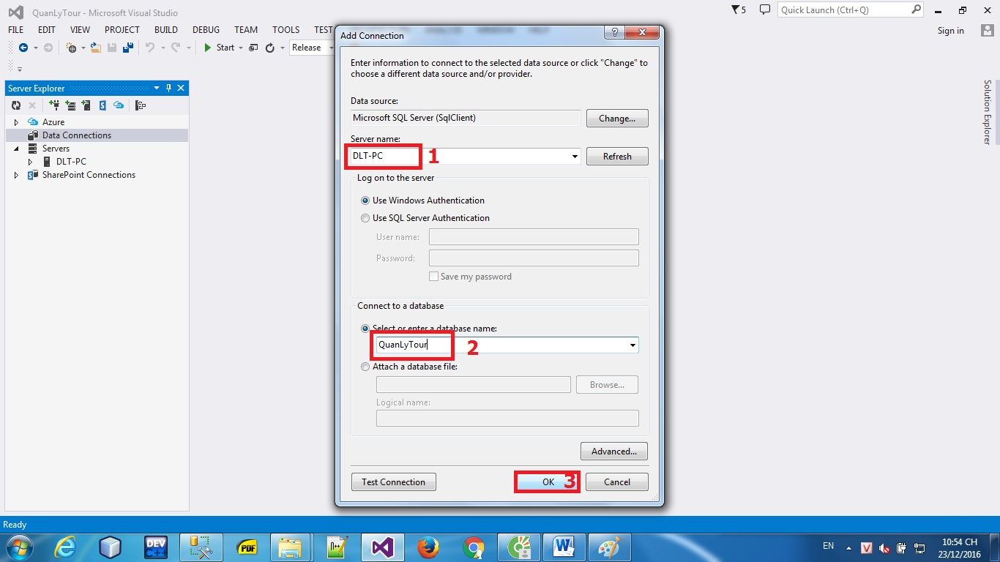 QuanLyTour - Microsoft Visual Studio
5
Quick Launch (Ctrl+Q)
FILE EDIT VIEW PROJECT BUILD DEBUG TEAM TOOLS TEST
Sign in
Start Release
Add Connection
Enter information to connect to the selected data source or click "Change" to
choose a different data source and/or provider.
Data source:
Microsoft SQL Server (SqlClient)
Change...
Server name:
DLT-PC 1
Refresh
Log on to the server
Use Windows Authentication
Use SQL Server Authentication
User name:
Password:
Save my password
Connect to a database
Select or enter a database name:
QuanLyTour 2
Attach a database file:
Browse...
Logical name:
Advanced...
Test Connection
OK 3
Cancel
Server Explorer
Azure
Data Connections
Servers
DLT-PC
SharePoint Connections
Solution Explorer
Ready
DEV
C++
PDF
n++
W
EN
V
10:54 CH
23/12/2016